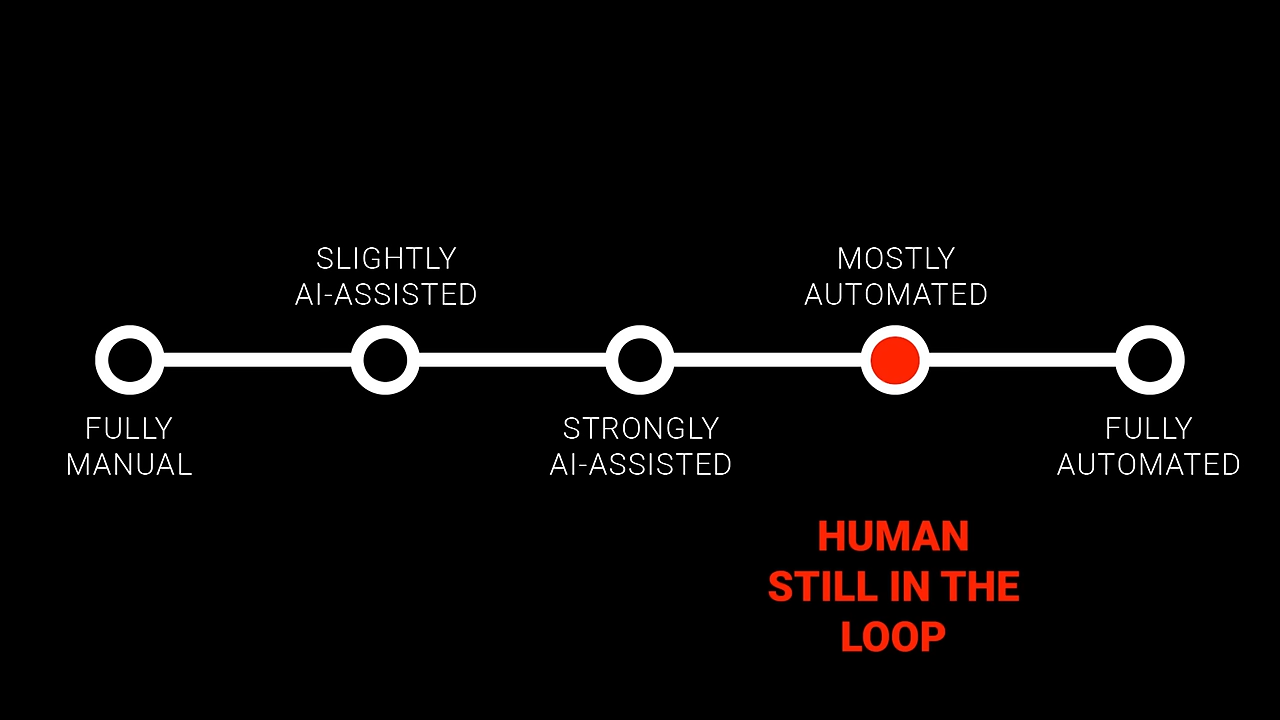 SLIGHTLY
AI-ASSISTED
MOSTLY
AUTOMATED
FULLY
MANUAL
STRONGLY
AI-ASSISTED
FULLY
AUTOMATED
HUMAN
STILL IN THE
LOOP